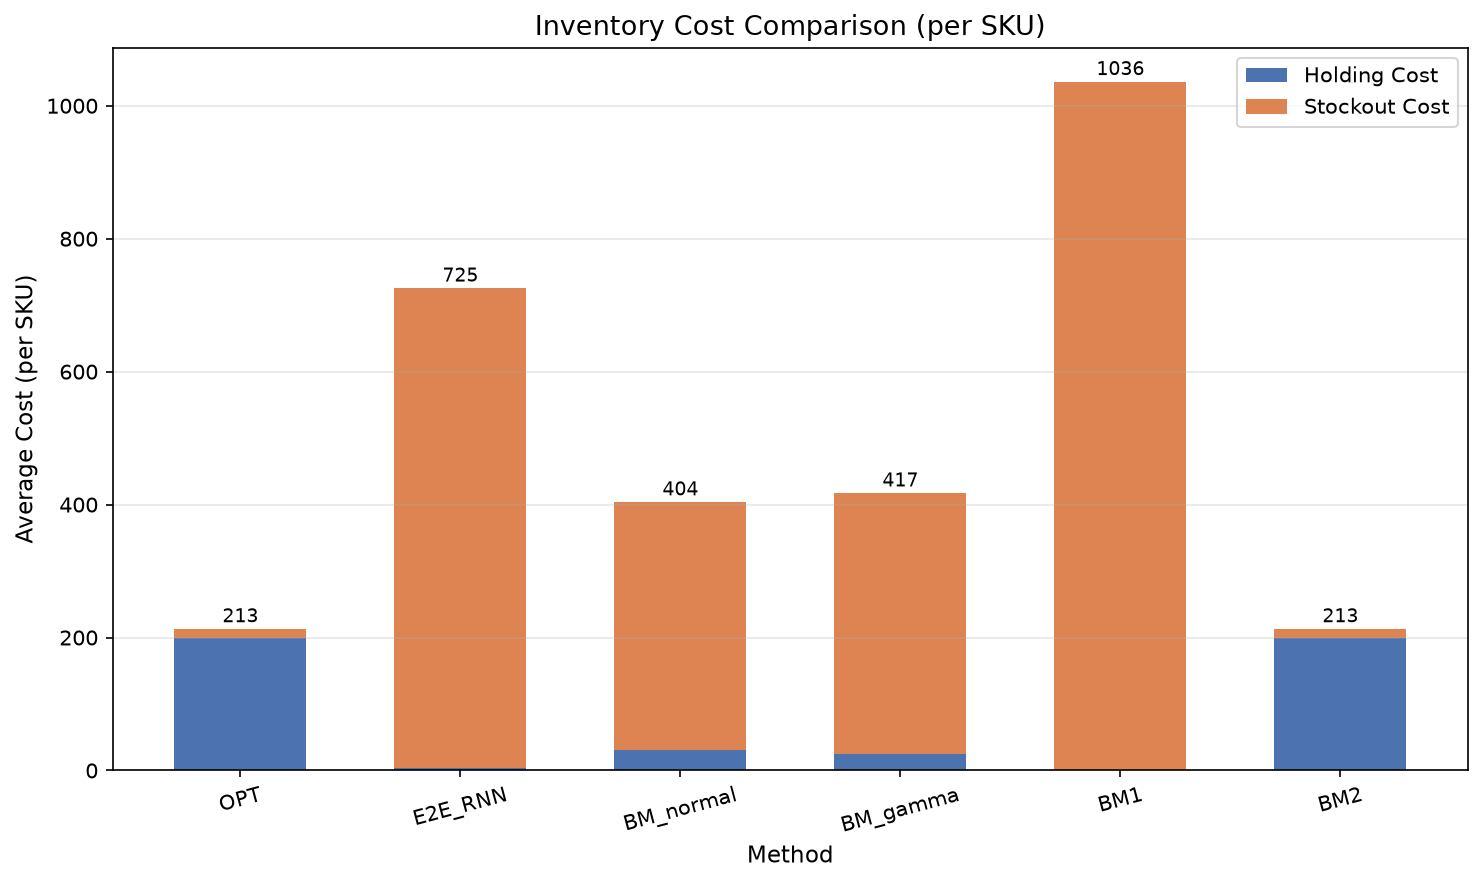 Inventory Cost Comparison (per SKU)
Average Cost (per SKU)
1000
800
600
400
200
0
213
725
404
417
1036
213
Holding Cost
Stockout Cost
OPT
E2E_RNN
BM_normal
BM_gamma
BM1
BM2
Method